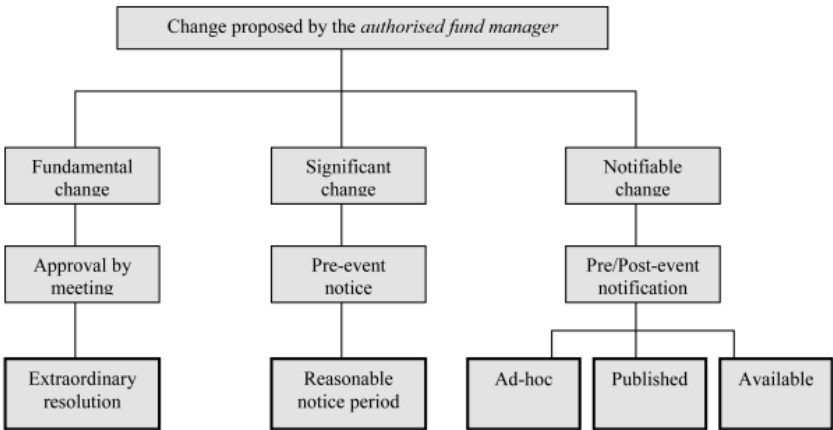 Change proposed by the authorised fund manager
Fundamental
change
Significant
change
Notifiable
change
Approval by
meeting
Pre-event
notice
Pre/Post-event
notification
Extraordinary
resolution
Reasonable
notice period
Ad-hoc
Published
Available